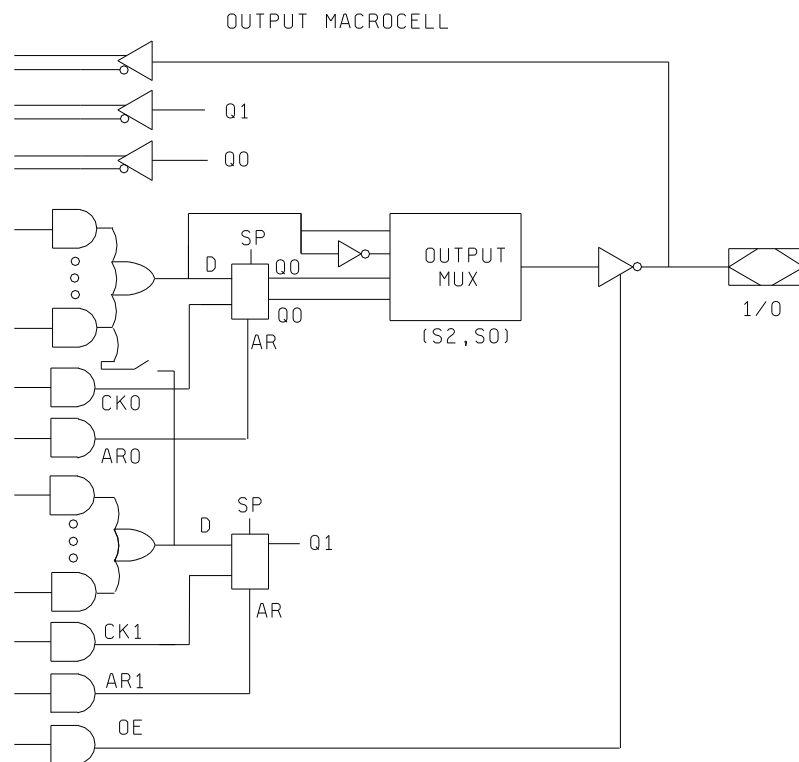 OUTPUT MACROCELL
Q1
Q0
SP
D
Q0
Q0
AR
OUTPUT
MUX
(S2,S0)
1/O
CK0
AR0
SP
D
Q1
AR
CK1
AR1
OE